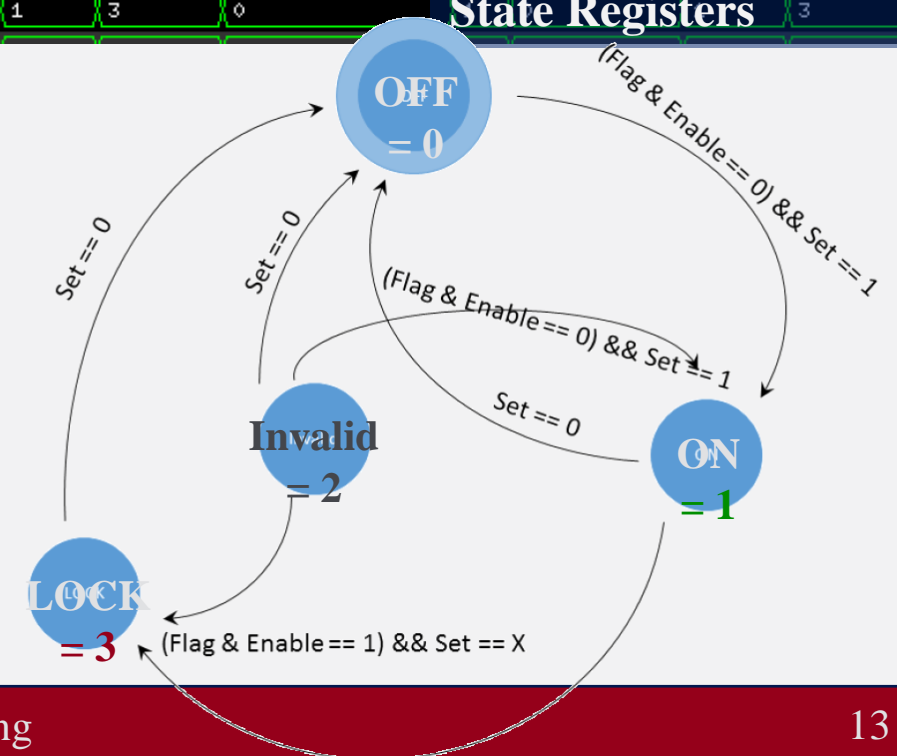 1 3 0 3
State Registers
OFF
= 0
(Flag & Enable == 0) && Set == 1
Set == 0
Set == 0
(Flag & Enable == 0) && Set == 1
Set == 0
Invalid
= 2
ON
= 1
LOCK
= 3
(Flag & Enable == 1) && Set == X
13